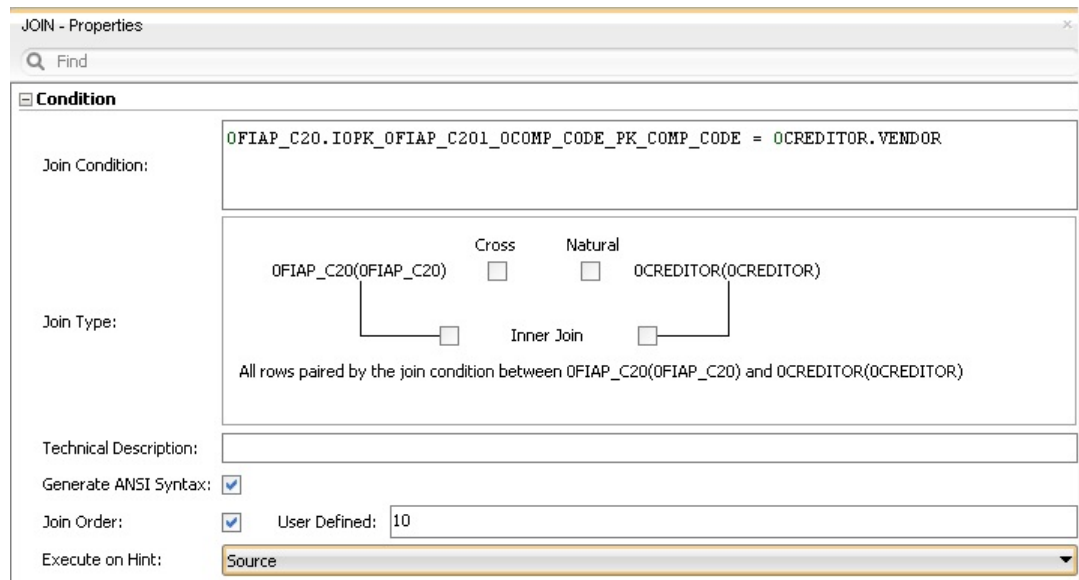 JOIN - Properties
Find
Condition
Join Condition:
0FIAP_C20.IOPK_0FIAP_C201_0COMP_CODE_PK_COMP_CODE = 0CREDITOR.VENDOR
Join Type:
Cross Natural
0FIAP_C20(0FIAP_C20) 0CREDITOR(0CREDITOR)
Inner Join
All rows paired by the join condition between 0FIAP_C20(0FIAP_C20) and 0CREDITOR(0CREDITOR)
Technical Description:
Generate ANSI Syntax:
Join Order: User Defined: 10
Execute on Hint: Source